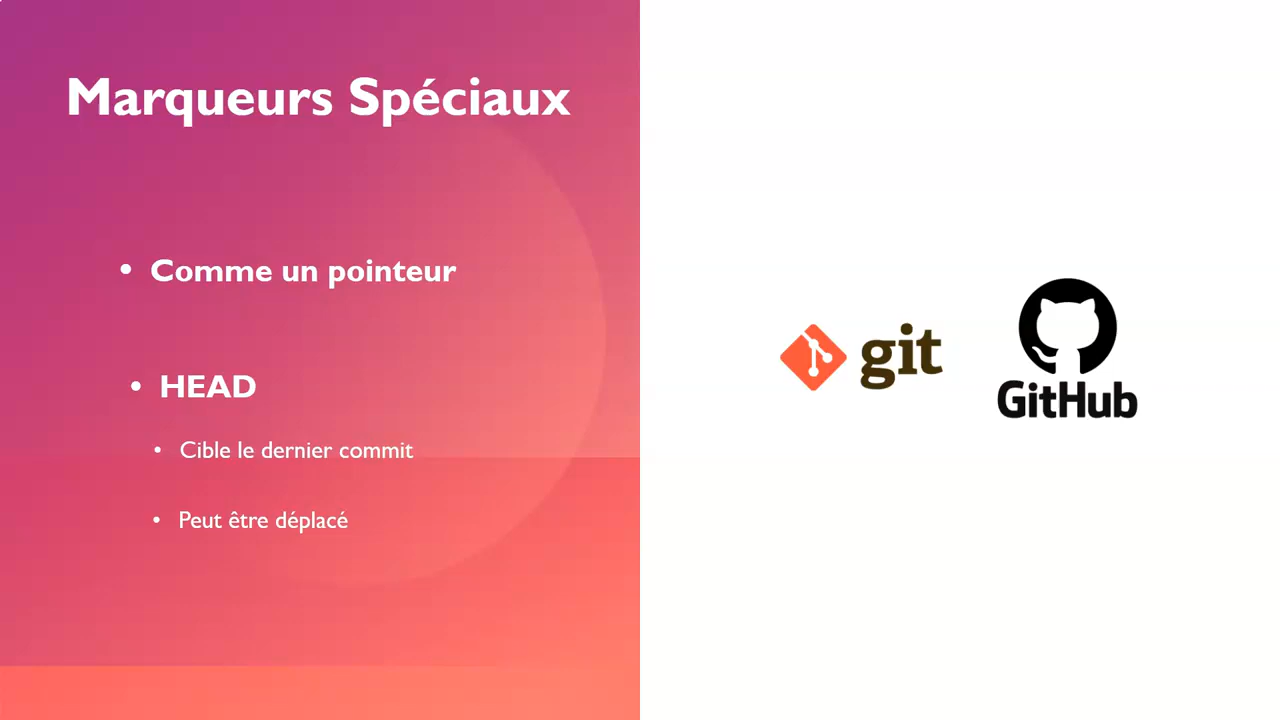 Marqueurs Spéciaux
• Comme un pointeur
• HEAD
• Cible le dernier commit
• Peut être déplacé
git
GitHub